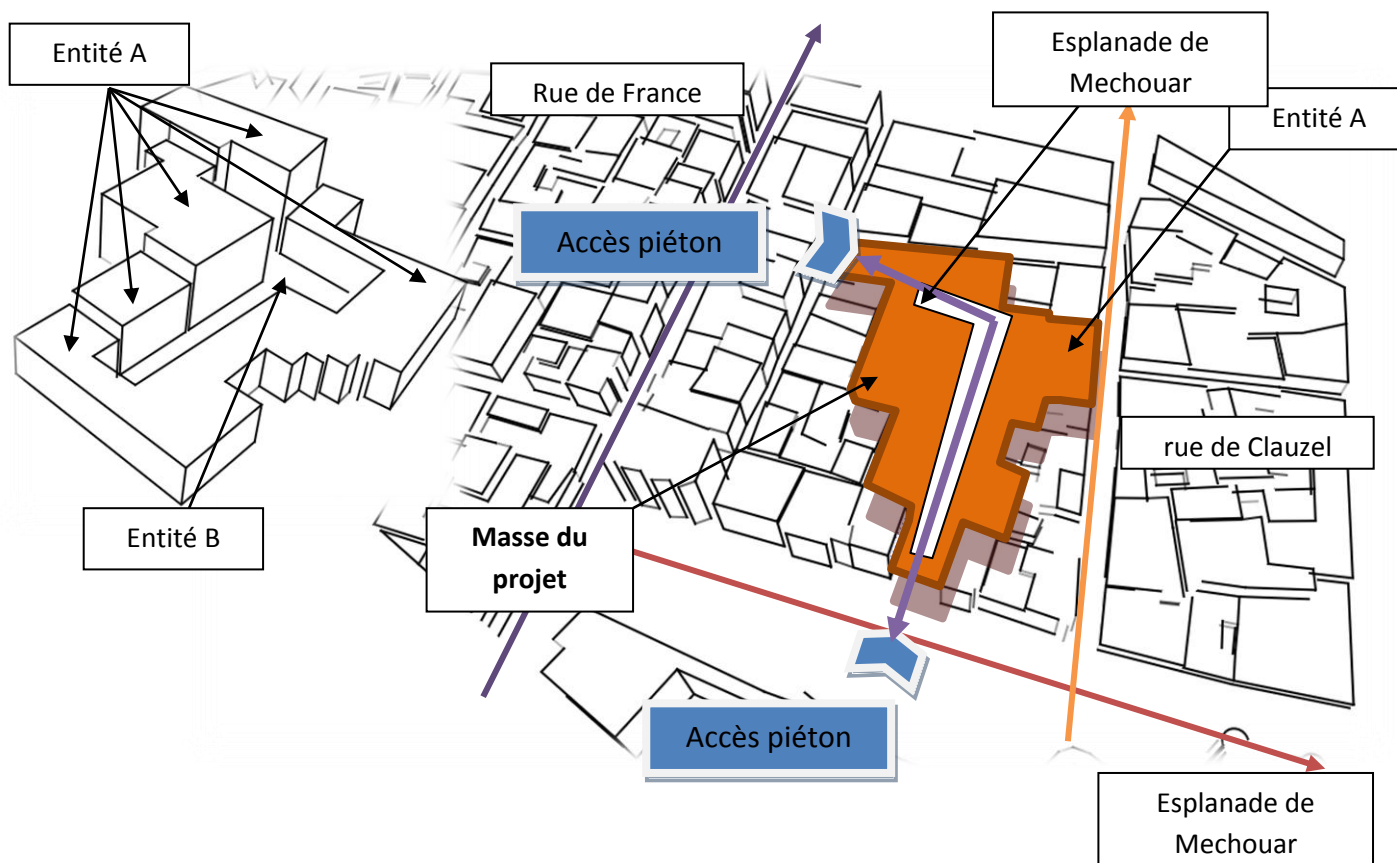 Entité A
Rue de France
Esplanade de
Mechouar
Entité A
Accès piéton
rue de Clauzel
Entité B
Masse du
projet
Accès piéton
Esplanade de
Mechouar